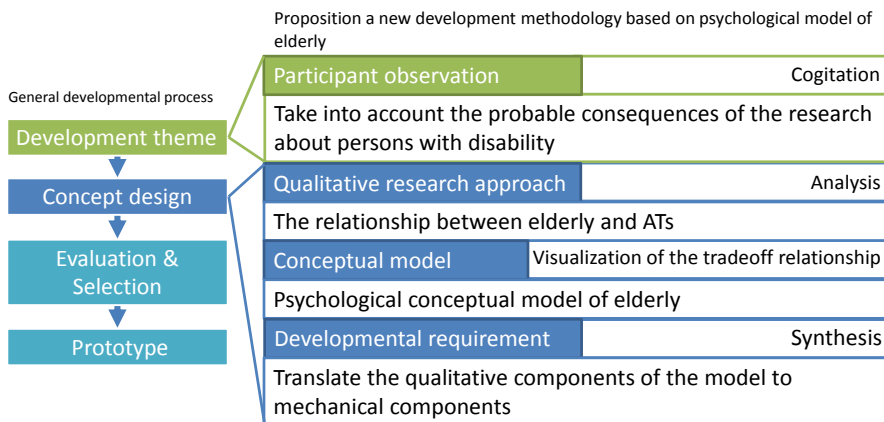 Proposition a new development methodology based on psychological model of
elderly
General developmental process
Development theme
Concept design
Evaluation &
Selection
Prototype
Participant observation
Cogitation
Take into account the probable consequences of the research
about persons with disability
Qualitative research approach
Analysis
The relationship between elderly and ATs
Conceptual model
Visualization of the tradeoff relationship
Psychological conceptual model of elderly
Developmental requirement
Synthesis
Translate the qualitative components of the model to
mechanical components